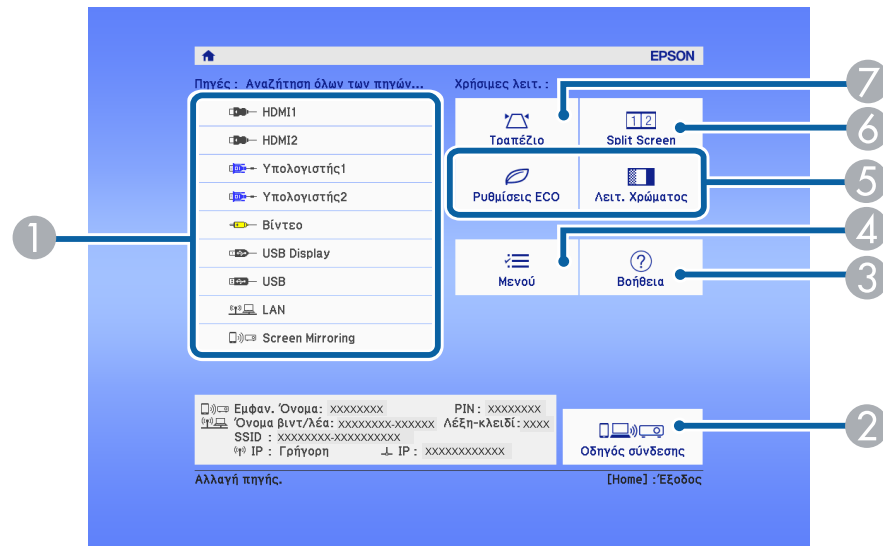 EPSON
Πηγές : Αναζήτηση όλων των πηγών...
Χρήσιμες λειτ. :
HDMI1
HDMI2
Υπολογιστής1
Υπολογιστής2
Βίντεο
USB Display
USB
LAN
Screen Mirroring
Τραπέζιο
1 2
Split Screen
Ρυθμίσεις ECO
Λειτ. Χρώματος
Μενού
?
Βοήθεια
Εμφαν. Όνομα: XXXXXXXX PIN : XXXXXXXX
Όνομα βιντ/λέα: XXXXXXXX-XXXXXX Λέξη-κλειδί: XXXX
SSID : XXXXXXXX-XXXXXXXXXX
IP : Γρήγορη IP : XXXXXXXXXXXX
Οδηγός σύνδεσης
Αλλαγή πηγής. [Home] :Έξοδος
1
7
6
5
4
3
2